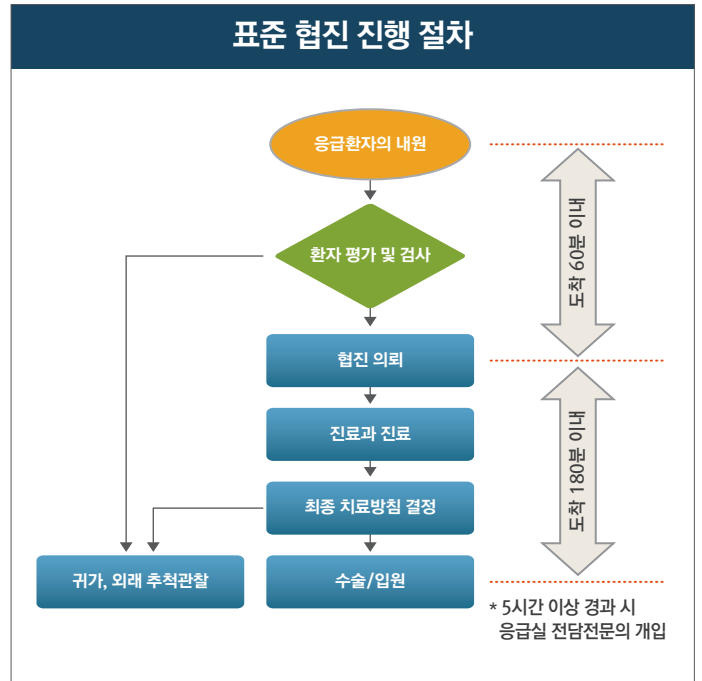 표준 협진 진행 절차
응급환자의 내원
환자 평가 및 검사
도착 60분 이내
협진 의뢰
진료과 진료
최종 치료방침 결정
도착 180분 이내
귀가, 외래 추척관찰
수술/입원
* 5시간 이상 경과 시
응급실 전담전문의 개입